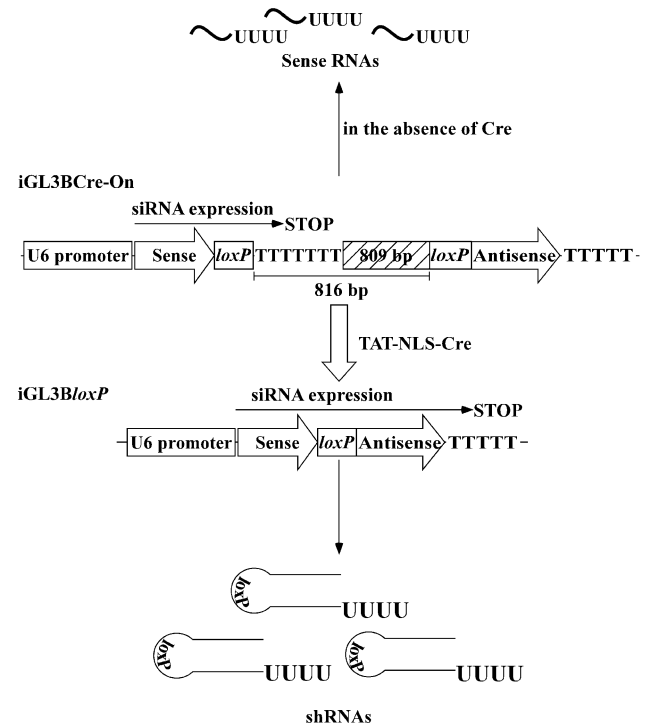 UUUU
UUUU
UUUU
Sense RNAs
in the absence of Cre
iGL3BCre-On
siRNA expression
STOP
U6 promoter
Sense
loxP
TTTTTTT
809 bp
loxP
Antisense
TTTTT
816 bp
TAT-NLS-Cre
iGL3BloxP
siRNA expression
STOP
U6 promoter
Sense
loxP
Antisense
TTTTT
loxP
UUUU
loxP
UUUU
loxP
UUUU
shRNAs